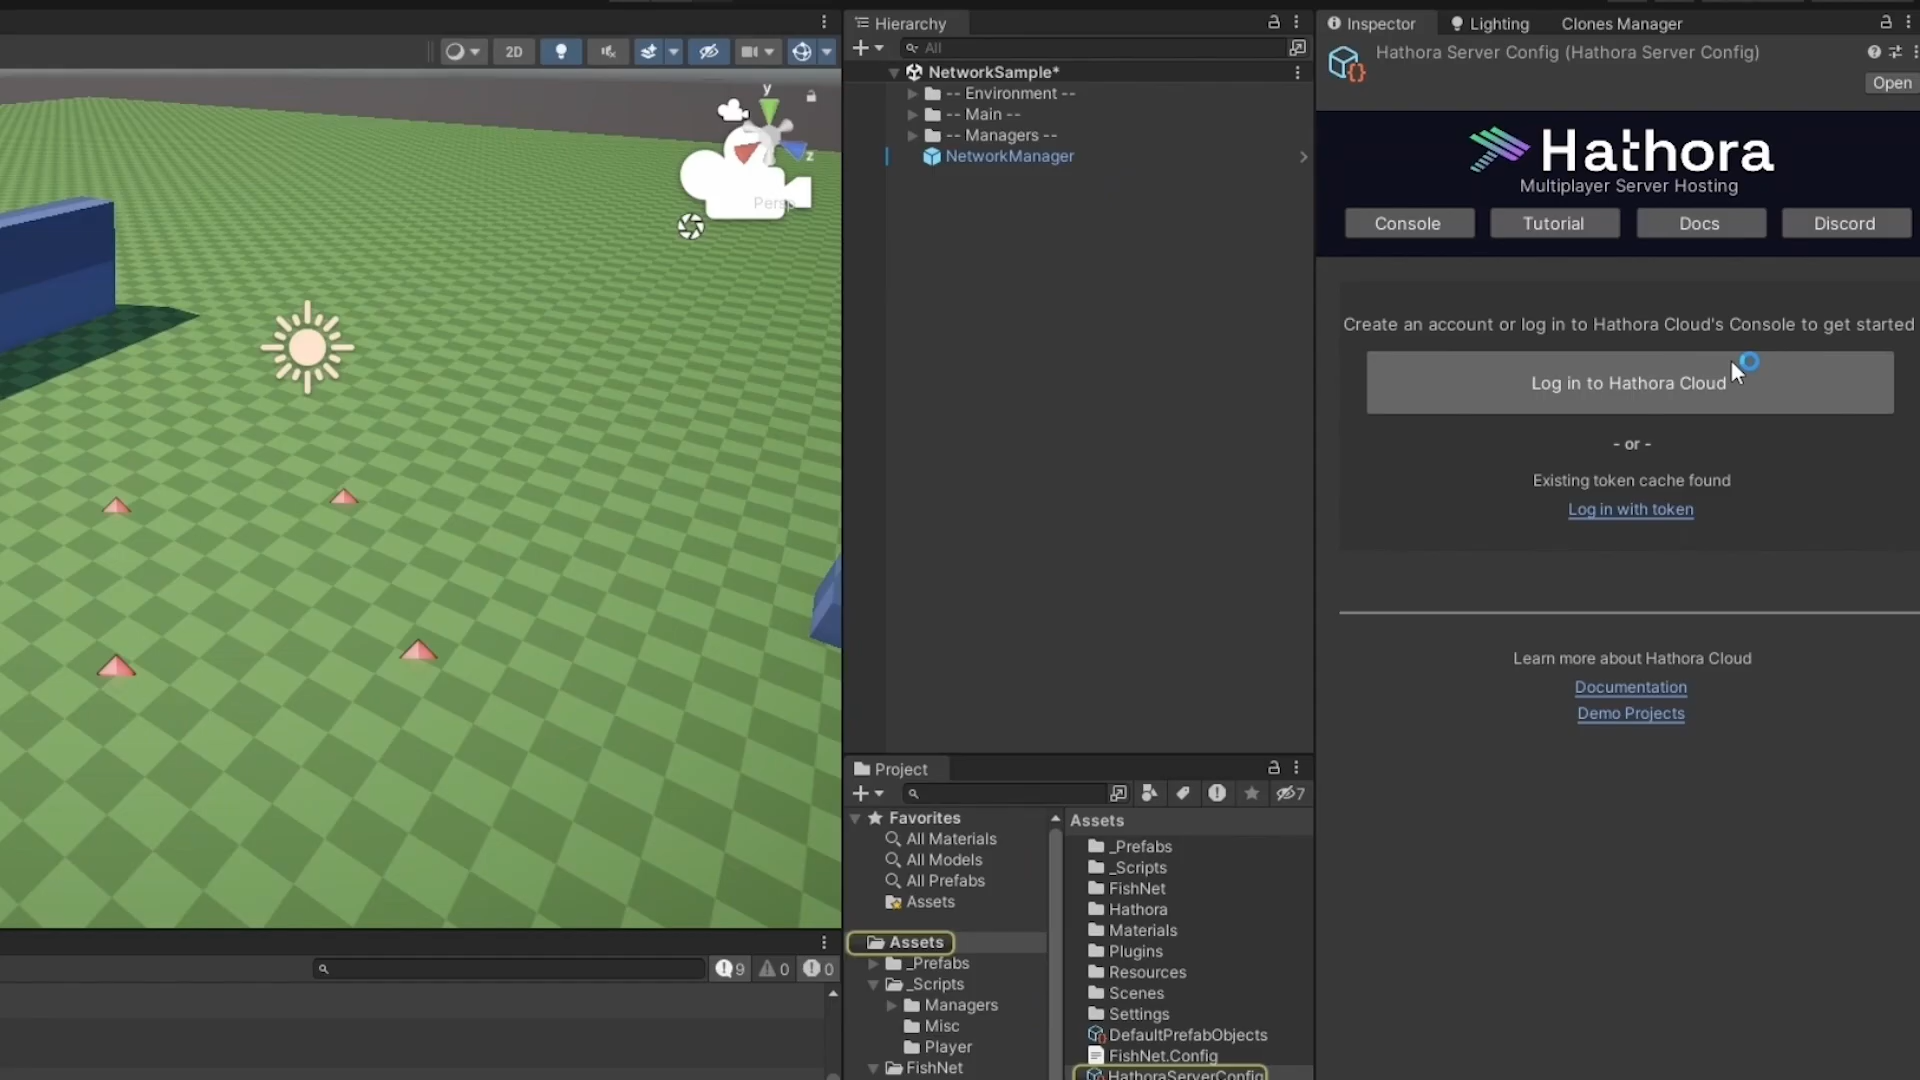 2D
y
z
Persp
9
0
0
Hierarchy
All
NetworkSample*
-- Environment --
-- Main --
-- Managers --
NetworkManager
Project
7
Favorites
All Materials
All Models
All Prefabs
Assets
Assets
_Prefabs
_Scripts
Managers
Misc
Player
FishNet
Assets
_Prefabs
_Scripts
FishNet
Hathora
Materials
Plugins
Resources
Scenes
Settings
DefaultPrefabObjects
FishNet.Config
HathoraServerConfig
Inspector Lighting Clones Manager
Hathora Server Config (Hathora Server Config)
Open
Hathora
Multiplayer Server Hosting
Console Tutorial Docs Discord
Create an account or log in to Hathora Cloud's Console to get started
Log in to Hathora Cloud
- or -
Existing token cache found
Log in with token
Learn more about Hathora Cloud
Documentation
Demo Projects